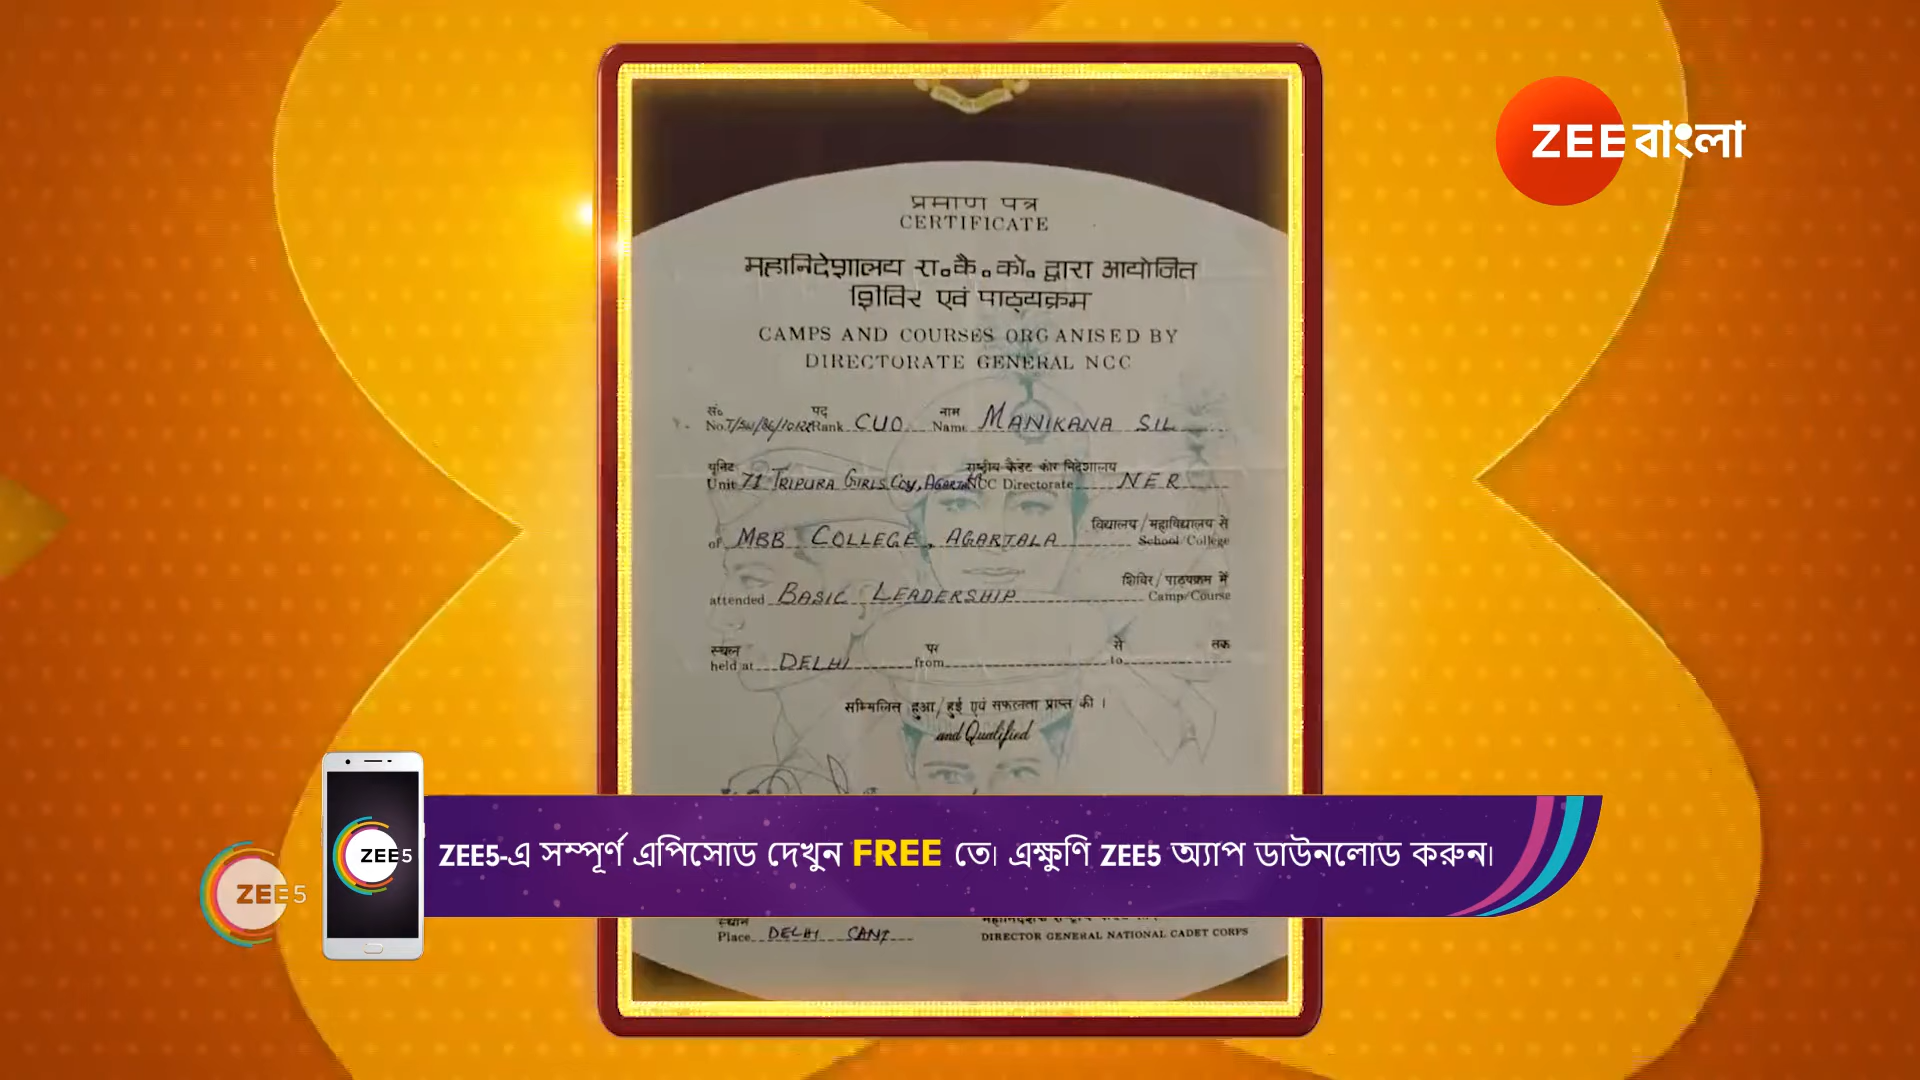 ZEE বাংলা
प्रमाण पत्र
CERTIFICATE
महानिदेशालय रा॰ कै॰ को॰ द्वारा आयोजित
शिविर एवं पाठ्यक्रम
CAMPS AND COURSES ORGANISED BY
DIRECTORATE GENERAL NCC
सं॰ पद नाम
No. Rank CUO Name MANIKANA SIL
यूनिट राष्ट्रीय कैडेट कोर निदेशालय
Unit 71 TRIPURA GIRLS COY, AGARTALA NCC Directorate NER
विद्यालय/महाविद्यालय से
of MBB COLLEGE, AGARTALA School/College
शिविर/पाठ्यक्रम में
attended BASIC LEADERSHIP Camp/Course
स्थान पर से तक
held at DELHI from to
सम्मिलित हुआ/हुई एवं सफलता प्राप्त की ।
and Qualified
ZEE5-এ সম্পূর্ণ এপিসোড দেখুন FREE তে। এক্ষুণি ZEE5 অ্যাপ ডাউনলোড করুন।
ZEE5
ZEE5
स्थान
Place DELHI CANT
DIRECTOR GENERAL NATIONAL CADET CORPS